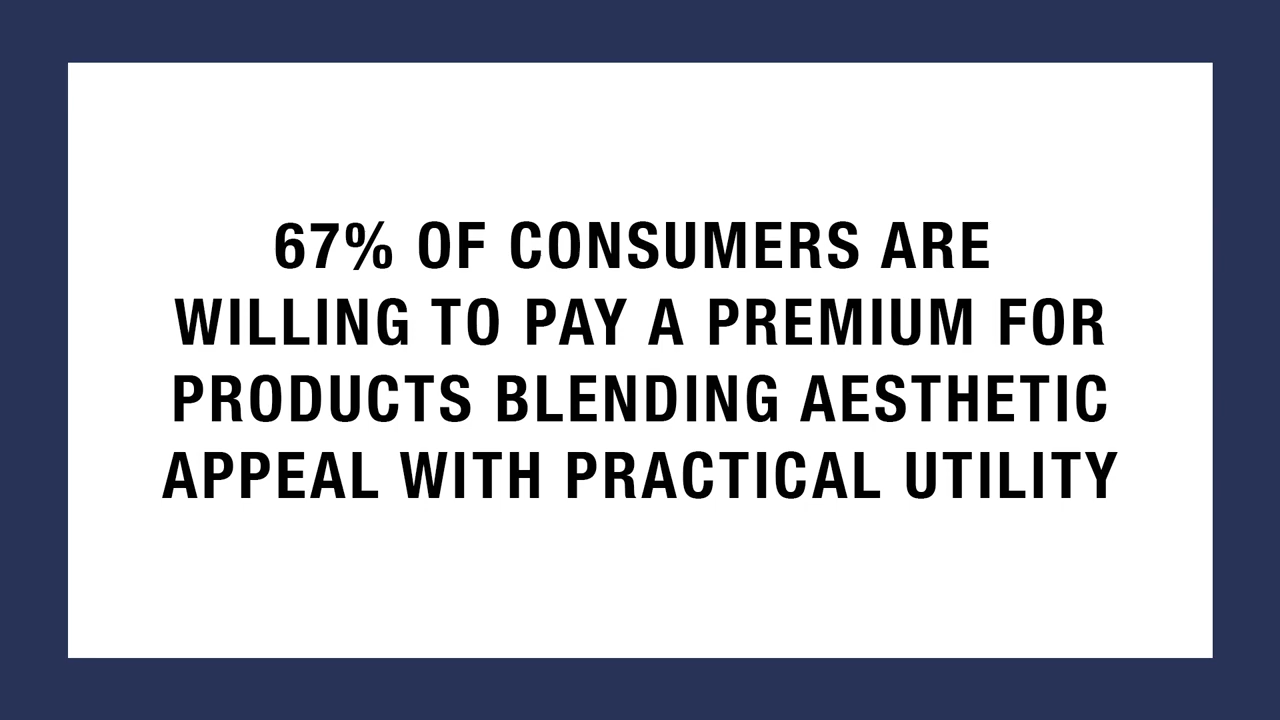 67% OF CONSUMERS ARE
WILLING TO PAY A PREMIUM FOR
PRODUCTS BLENDING AESTHETIC
APPEAL WITH PRACTICAL UTILITY